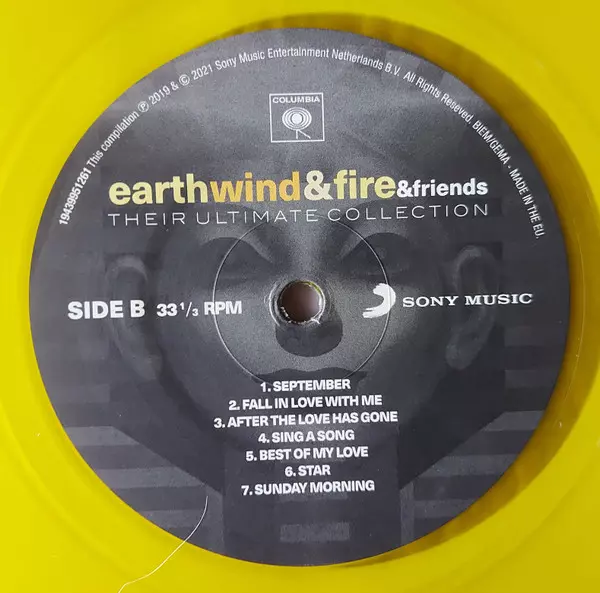 19439951261 This compilation ℗ 2019 & © 2021 Sony Music Entertainment Netherlands B.V. All Rights Reseved. BIEM/GEMA - MADE IN THE EU.
COLUMBIA
earthwind&fire&friends
THEIR ULTIMATE COLLECTION
SIDE B 33 1/3 RPM
SONY MUSIC
1. SEPTEMBER
2. FALL IN LOVE WITH ME
3. AFTER THE LOVE HAS GONE
4. SING A SONG
5. BEST OF MY LOVE
6. STAR
7. SUNDAY MORNING